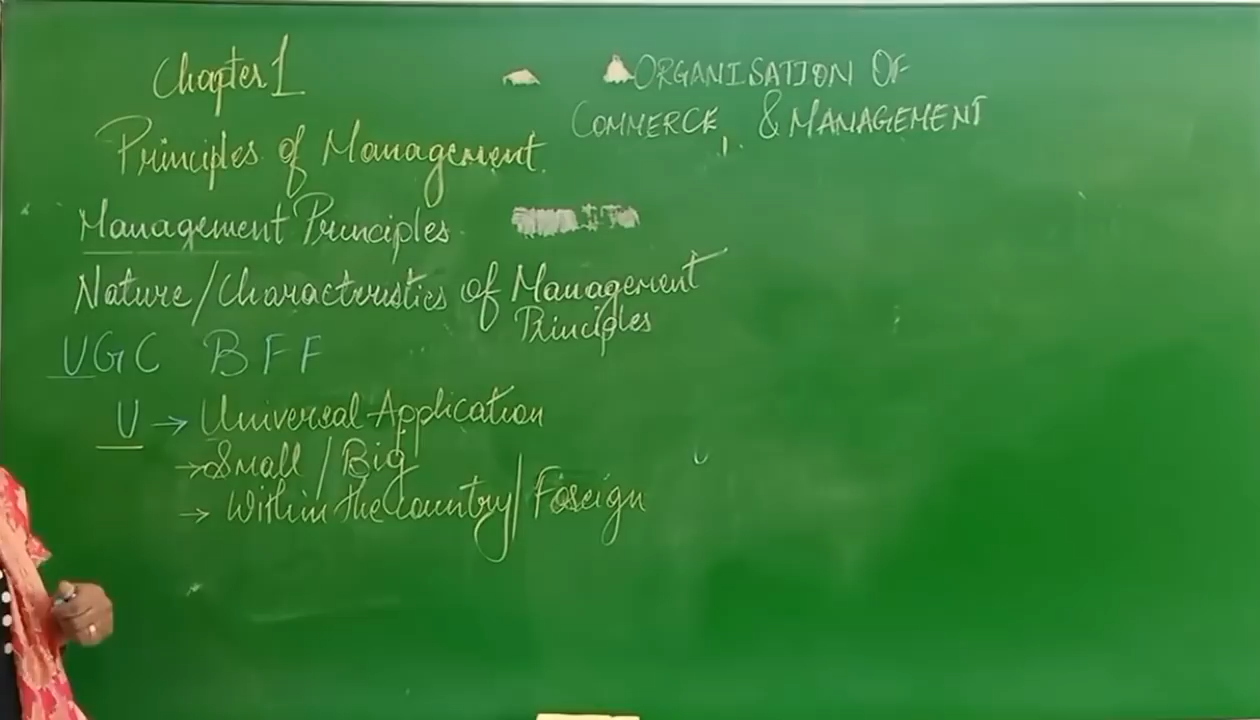 Chapter 1
ORGANISATION OF
COMMERCE & MANAGEMENT
Principles of Management.
Management Principles
Nature/Characteristics of Management
Principles
UGC BFF
U → Universal Application
→ Small / Big
→ Within the country / Foreign